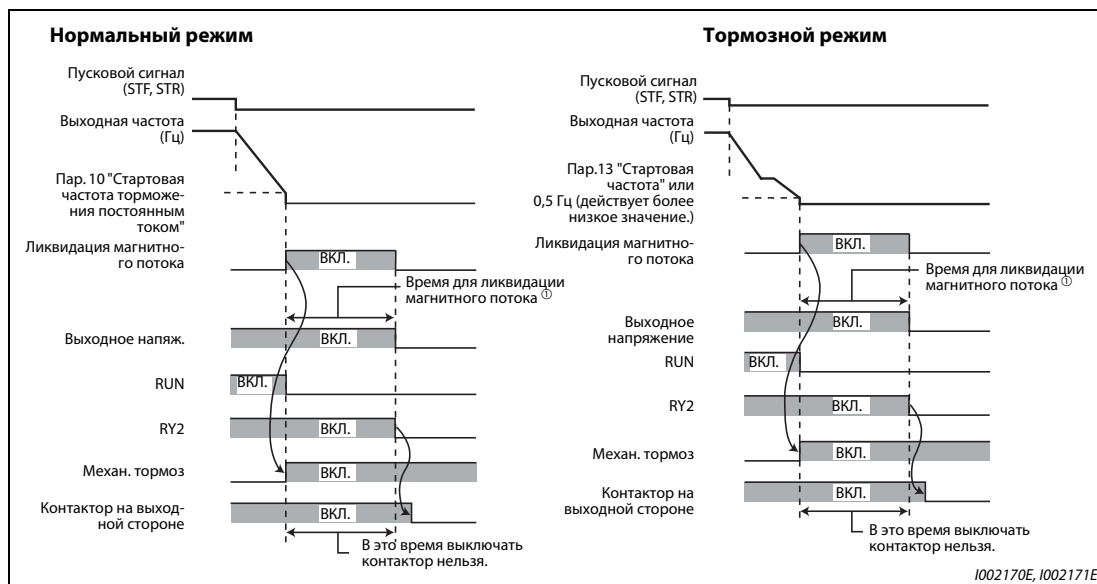 Нормальный режим
Пусковой сигнал
(STF, STR)
Выходная частота
(Гц)
Пар. 10 "Стартовая
частота торможе-
ния постоянным
током"
Ликвидация магнитно-
го потока
ВКЛ.
Время для ликвидации
магнитного потока ①
Выходное напяж.
ВКЛ.
RUN
ВКЛ.
RY2
ВКЛ.
Механ. тормоз
ВКЛ.
Контактор на выход-
ной стороне
ВКЛ.
В это время выключать
контактор нельзя.
Тормозной режим
Пусковой сигнал
(STF, STR)
Выходная частота
(Гц)
Пар.13 "Стартовая
частота" или
0,5 Гц (действует более
низкое значение.)
Ликвидация магнитно-
го потока
ВКЛ.
Время для ликвидации
магнитного потока ①
Выходное
напряжение
ВКЛ.
RUN
ВКЛ.
RY2
ВКЛ.
Механ. тормоз
ВКЛ.
Контактор на
выходной стороне
ВКЛ.
В это время выключать
контактор нельзя.
I002170E, I002171E